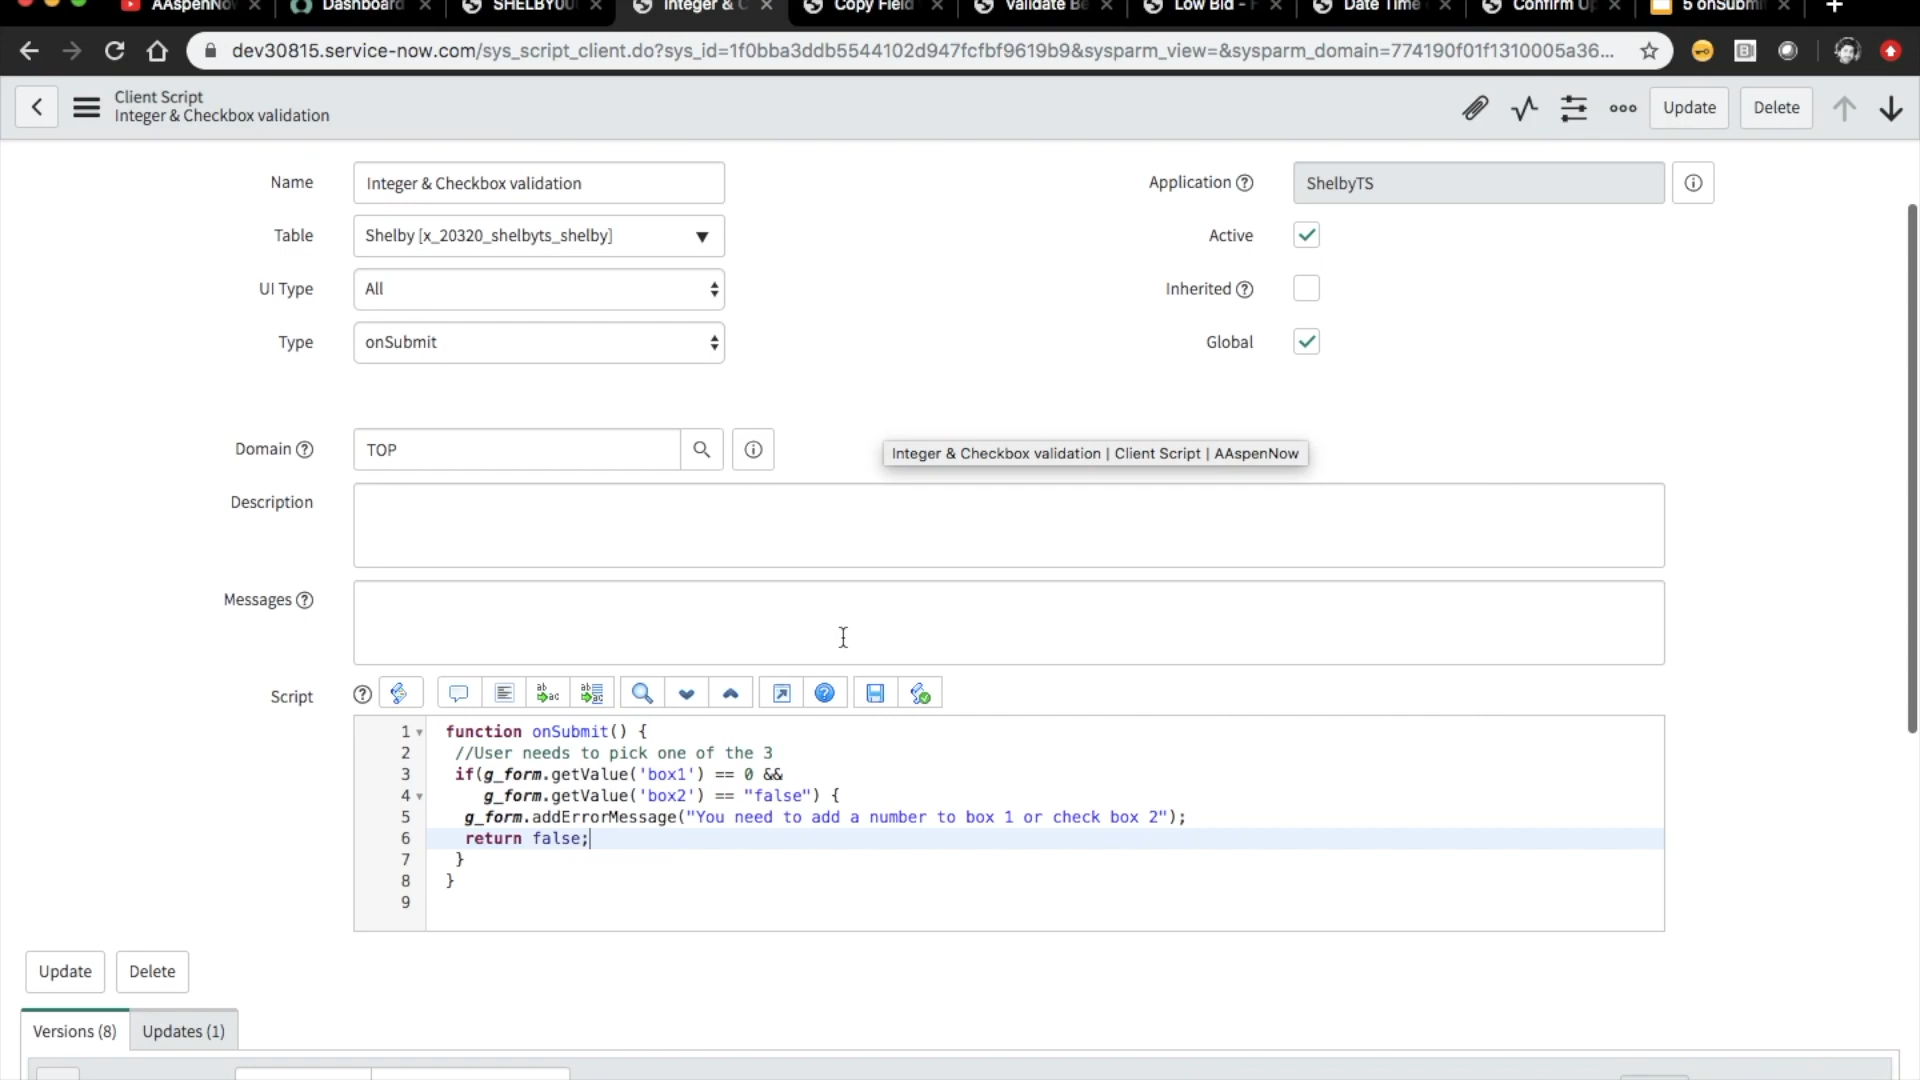 AAspenNo
Dashboard
SHELBY00
Integer & C
Copy Field
Validate Be
Low Bid - F
Date Time
Confirm Up
5 onSubmi
dev30815.service-now.com/sys_script_client.do?sys_id=1f0bba3ddb5544102d947fcfbf9619b9&sysparm_view=&sysparm_domain=774190f01f1310005a36...
Client Script
Integer & Checkbox validation
Update
Delete
Name
Integer & Checkbox validation
Application
ShelbyTS
Table
Shelby [x_20320_shelbyts_shelby]
Active
UI Type
All
Inherited
Type
onSubmit
Global
Domain
TOP
Integer & Checkbox validation | Client Script | AAspenNow
Description
Messages
Script
1 function onSubmit() {
2 //User needs to pick one of the 3
3 if(g_form.getValue('box1') == 0 &&
4 g_form.getValue('box2') == "false") {
5 g_form.addErrorMessage("You need to add a number to box 1 or check box 2");
6 return false;
7 }
8 }
9
Update
Delete
Versions (8)
Updates (1)